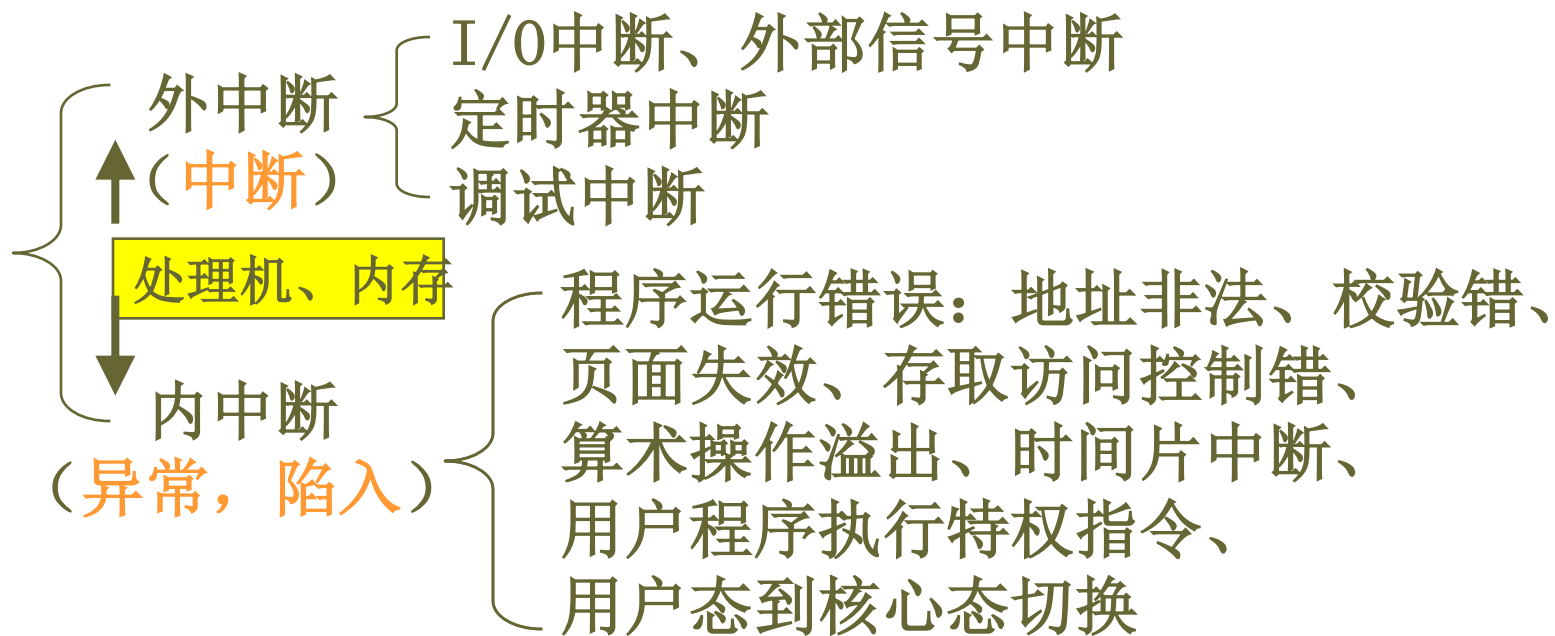 外中断
（中断）
I/O中断、外部信号中断
定时器中断
调试中断
处理机、内存
内中断
（异常，陷入）
程序运行错误：地址非法、校验错、
页面失效、存取访问控制错、
算术操作溢出、时间片中断、
用户程序执行特权指令、
用户态到核心态切换